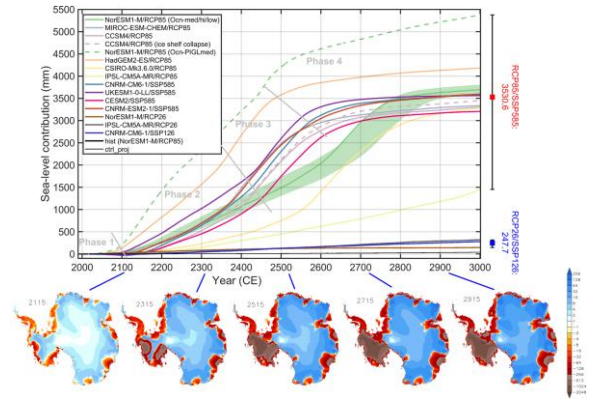 5500
5000
4500
4000
3500
3000
2500
2000
1500
1000
500
0
Sea-level contribution (mm)
NorESM1-M/RCP85 (Ocn-med/hi/low)
MIROC-ESM-CHEM/RCP85
CCSM4/RCP85
CCSM4/RCP85 (ice shelf collapse)
NorESM1-M/RCP85 (Ocn-PIGLmed)
HadGEM2-ES/RCP85
CSIRO-Mk3.6.0/RCP85
IPSL-CM5A-MR/RCP85
CNRM-CM6-1/SSP585
UKESM1-0-LL/SSP585
CESM2/SSP585
CNRM-ESM2-1/SSP585
NorESM1-M/RCP26
IPSL-CM5A-MR/RCP26
CNRM-CM6-1/SSP126
hist (NorESM1-M/RCP85)
ctrl_proj
Phase 1
Phase 2
Phase 3
Phase 4
RCP85/SSP585:
3530.6
RCP26/SSP126:
247.7
2000 2100 2200 2300 2400 2500 2600 2700 2800 2900 3000
Year (CE)
2115 2315 2515 2715 2915